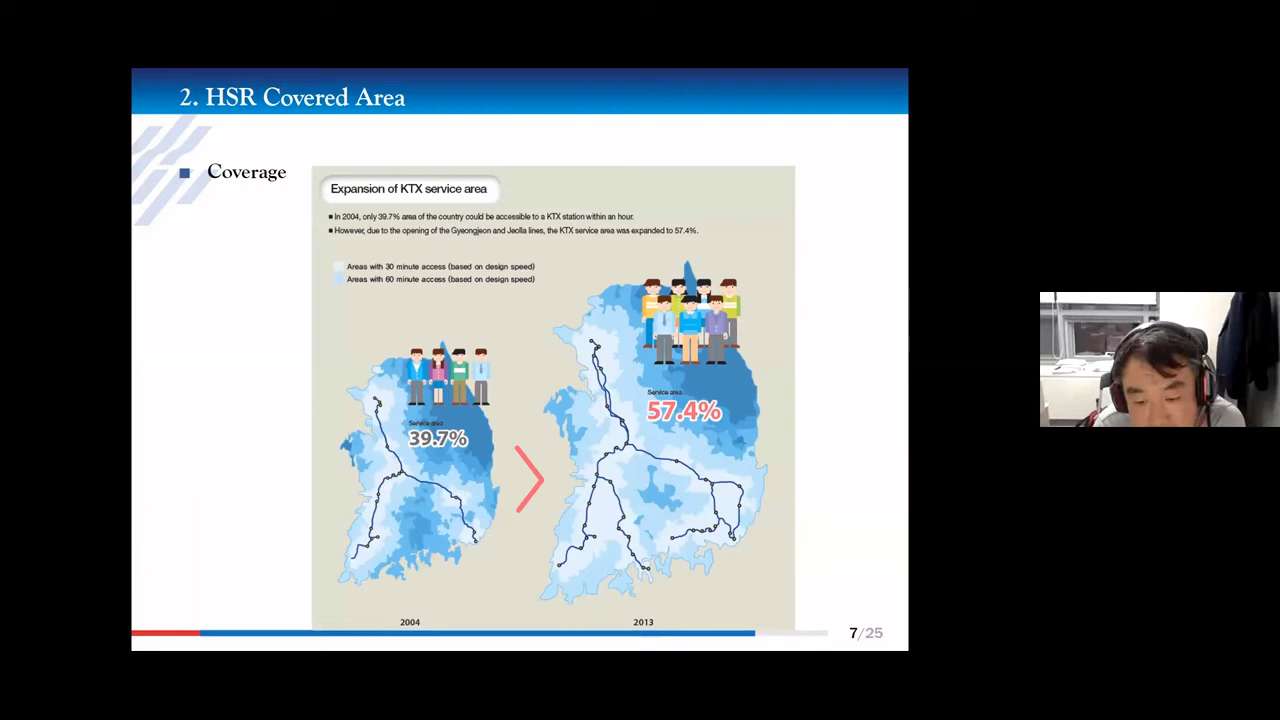 2. HSR Covered Area
Coverage
Expansion of KTX service area
In 2004, only 39.7% area of the country could be accessible to a KTX station within an hour.
However, due to the opening of the Gyeongjeon and Jeolla lines, the KTX service area was expanded to 57.4%.
Areas with 30 minute access (based on design speed)
Areas with 60 minute access (based on design speed)
Service area
39.7%
Service area
57.4%
2004
2013
7/25